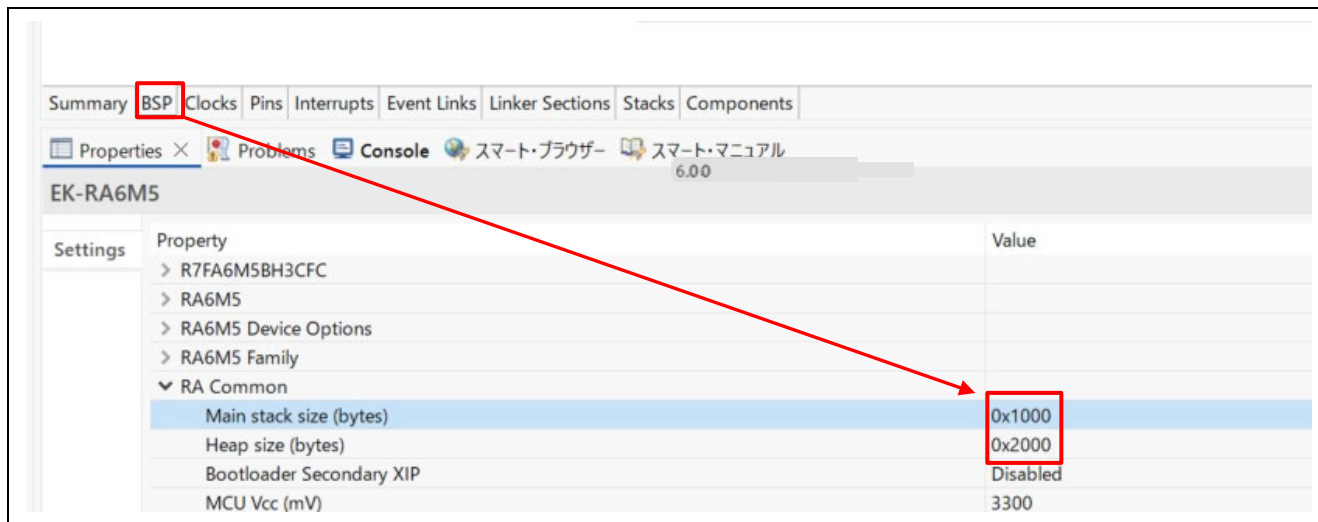 Summary BSP Clocks Pins Interrupts Event Links Linker Sections Stacks Components
Properties Problems Console スマート・ブラウザー スマート・マニュアル
6.00
EK-RA6M5
Settings Property Value
R7FA6M5BH3CFC
RA6M5
RA6M5 Device Options
RA6M5 Family
RA Common
Main stack size (bytes) 0x1000
Heap size (bytes) 0x2000
Bootloader Secondary XIP Disabled
MCU Vcc (mV) 3300